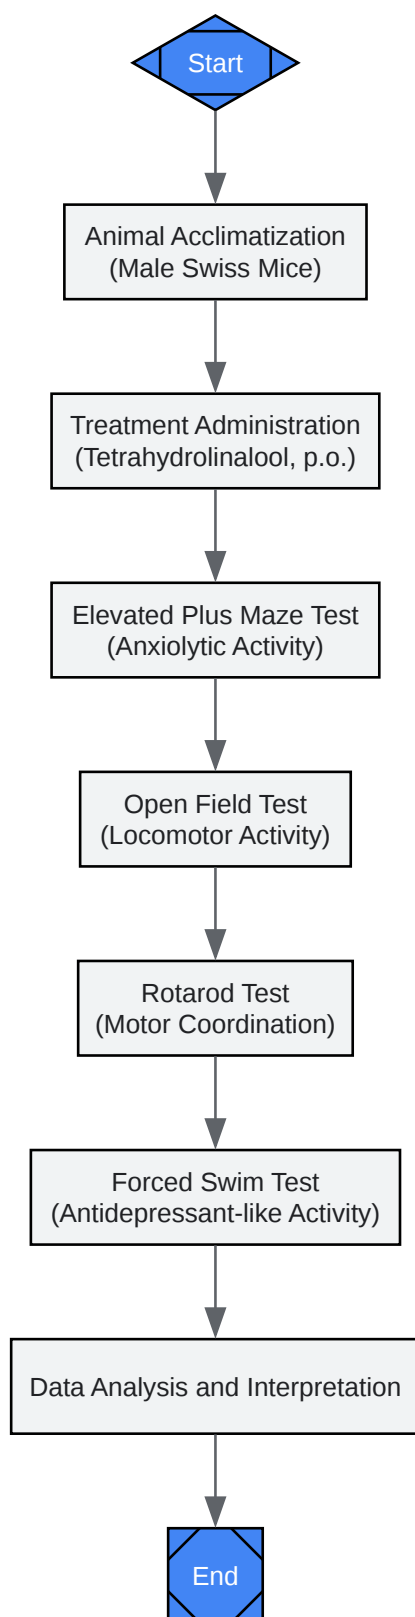 Start
Animal Acclimatization
(Male Swiss Mice)
Treatment Administration
(Tetrahydrolinalool, p.o.)
Elevated Plus Maze Test
(Anxiolytic Activity)
Open Field Test
(Locomotor Activity)
Rotarod Test
(Motor Coordination)
Forced Swim Test
(Antidepressant-like Activity)
Data Analysis and Interpretation
End